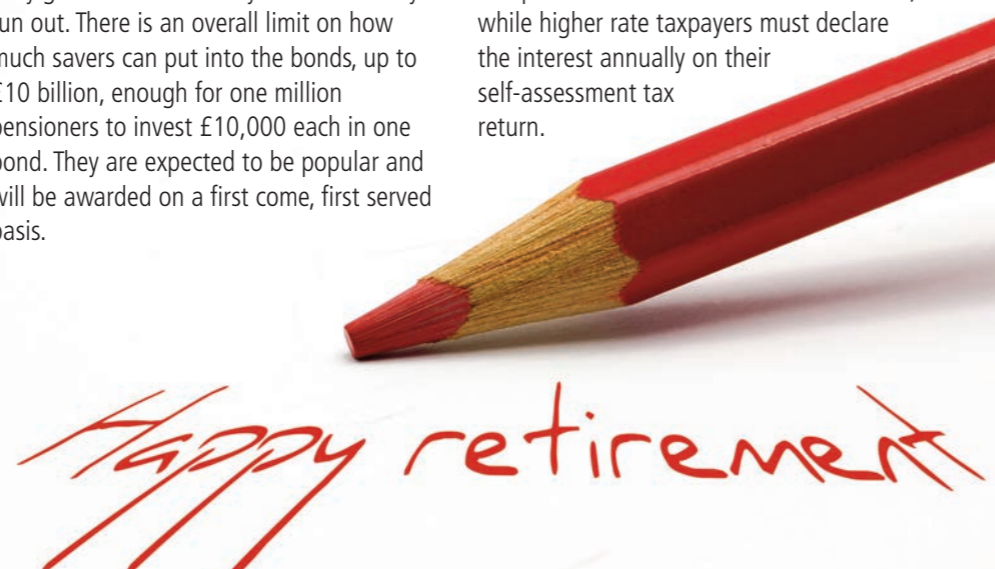 run out. There is an overall limit on how
much savers can put into the bonds, up to
£10 billion, enough for one million
pensioners to invest £10,000 each in one
bond. They are expected to be popular and
will be awarded on a first come, first served
basis.
while higher rate taxpayers must declare
the interest annually on their
self-assessment tax
return.
Happy retirement